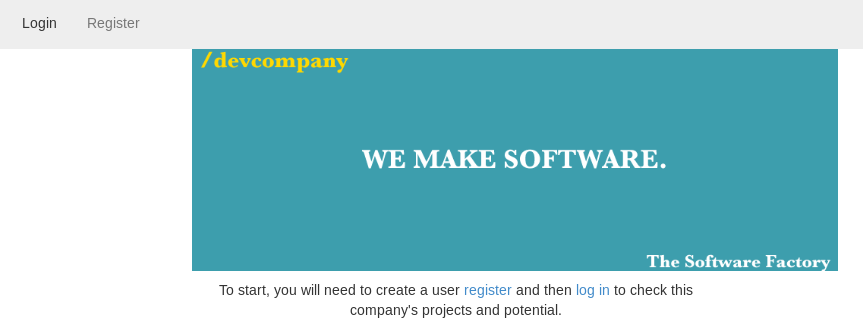 Login Register
/devcompany
WE MAKE SOFTWARE.
The Software Factory
To start, you will need to create a user register and then log in to check this
company's projects and potential.